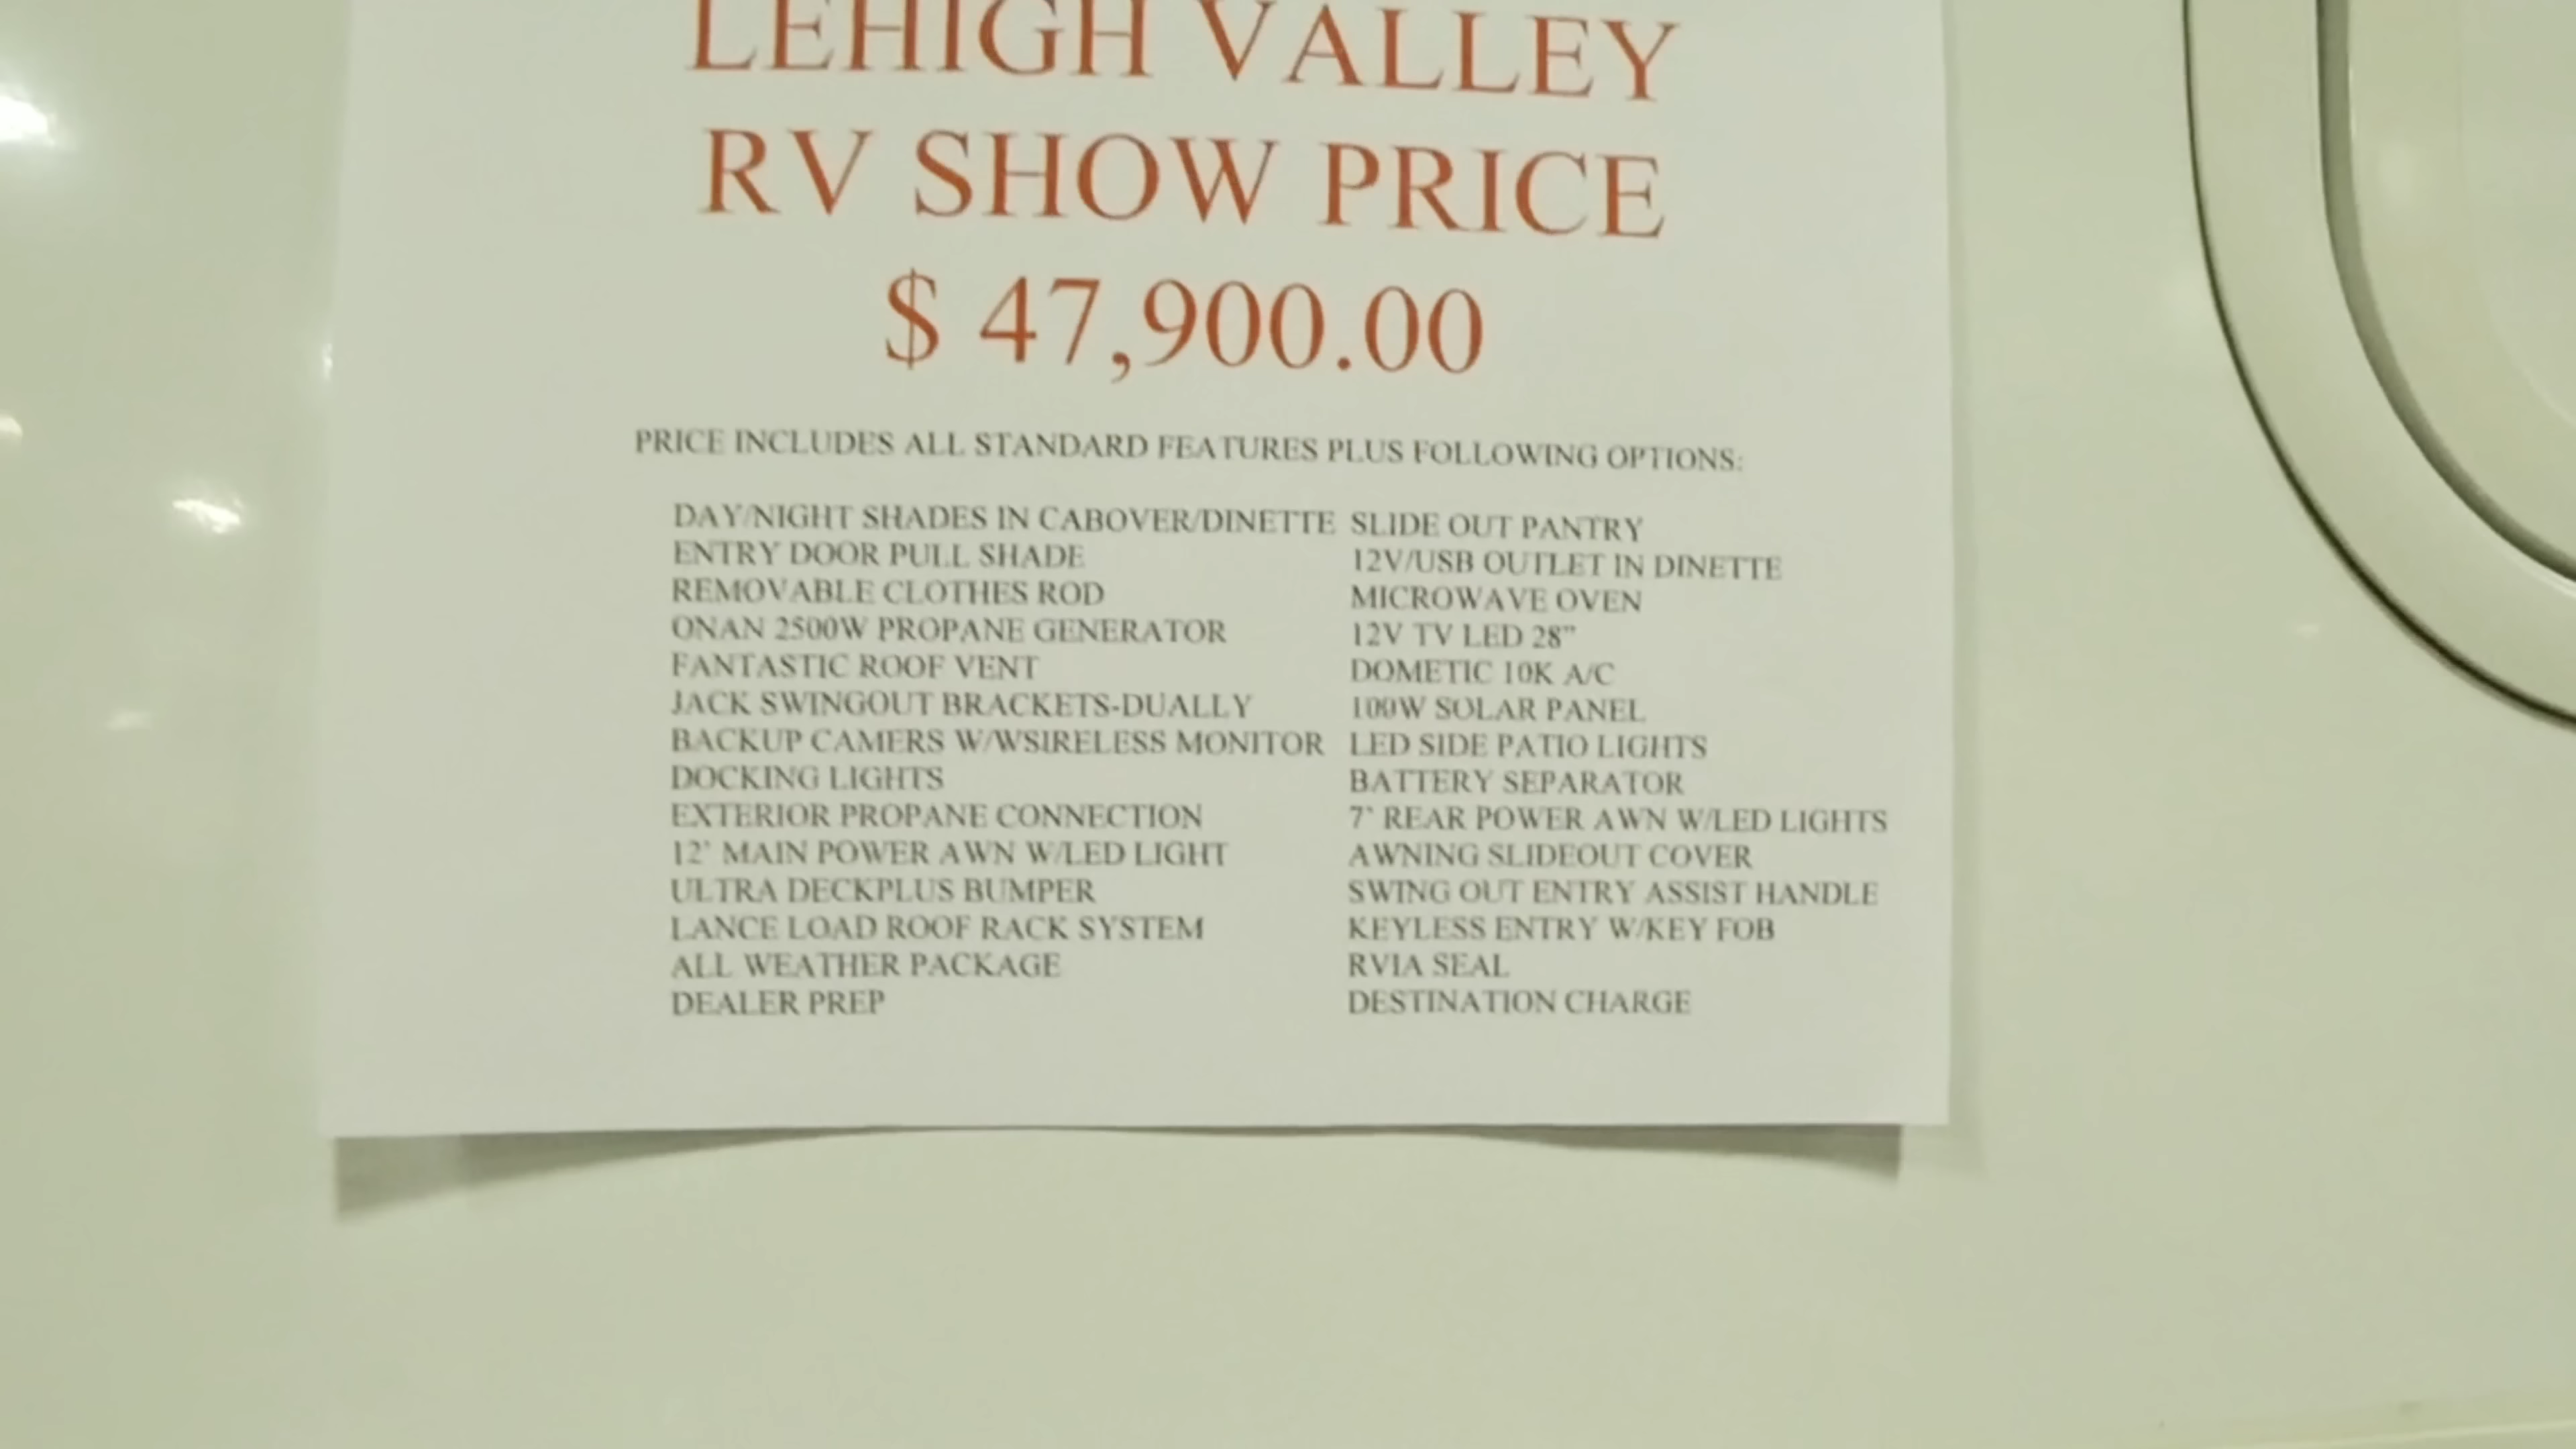 LEHIGH VALLEY
RV SHOW PRICE
$ 47,900.00
PRICE INCLUDES ALL STANDARD FEATURES PLUS FOLLOWING OPTIONS:
DAY/NIGHT SHADES IN CABOVER/DINETTE SLIDE OUT PANTRY
ENTRY DOOR PULL SHADE 12V/USB OUTLET IN DINETTE
REMOVABLE CLOTHES ROD MICROWAVE OVEN
ONAN 2500W PROPANE GENERATOR 12V TV LED 28"
FANTASTIC ROOF VENT DOMETIC 10K A/C
JACK SWINGOUT BRACKETS-DUALLY 100W SOLAR PANEL
BACKUP CAMERS W/WSIRELESS MONITOR LED SIDE PATIO LIGHTS
DOCKING LIGHTS BATTERY SEPARATOR
EXTERIOR PROPANE CONNECTION 7' REAR POWER AWN W/LED LIGHTS
12' MAIN POWER AWN W/LED LIGHT AWNING SLIDEOUT COVER
ULTRA DECKPLUS BUMPER SWING OUT ENTRY ASSIST HANDLE
LANCE LOAD ROOF RACK SYSTEM KEYLESS ENTRY W/KEY FOB
ALL WEATHER PACKAGE RVIA SEAL
DEALER PREP DESTINATION CHARGE